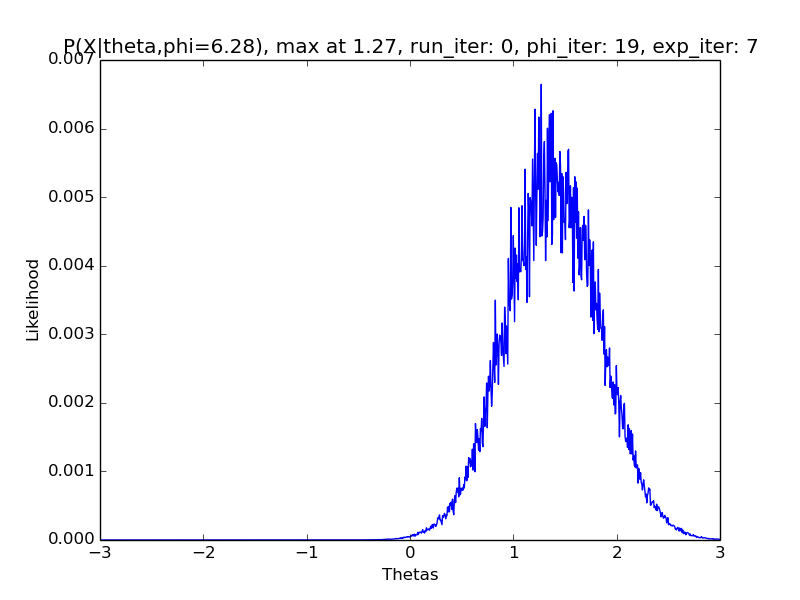 P(X|theta,phi=6.28), max at 1.27, run_iter: 0, phi_iter: 19, exp_iter: 7
0.007
0.006
0.005
0.004
0.003
0.002
0.001
0.000
Likelihood
−3 −2 −1 0 1 2 3
Thetas